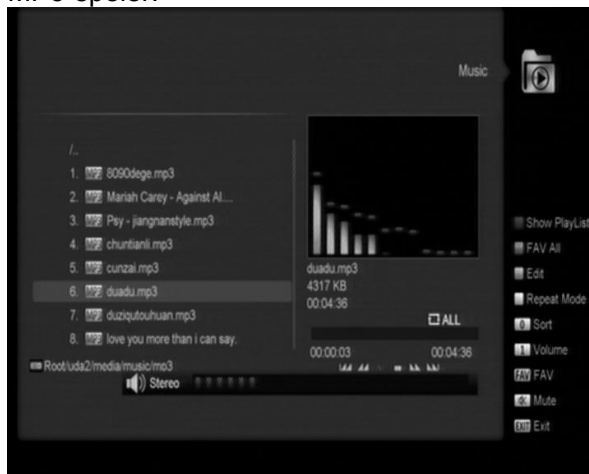 Music
/..
1. MP3 8090dege.mp3
2. MP3 Mariah Carey - Against Al....
3. MP3 Psy - jiangnanstyle.mp3
4. MP3 chuntianli.mp3
5. MP3 cunzai.mp3
6. MP3 duadu.mp3
7. MP3 duziqutouhuan.mp3
8. MP3 love you more than i can say.
duadu.mp3
4317 KB
00:04:36
ALL
00:00:03 00:04:36
Root/uda2/media/music/mp3
Stereo
Show PlayList
FAV All
Edit
Repeat Mode
0 Sort
1 Volume
FAV FAV
OK Mute
EXIT Exit